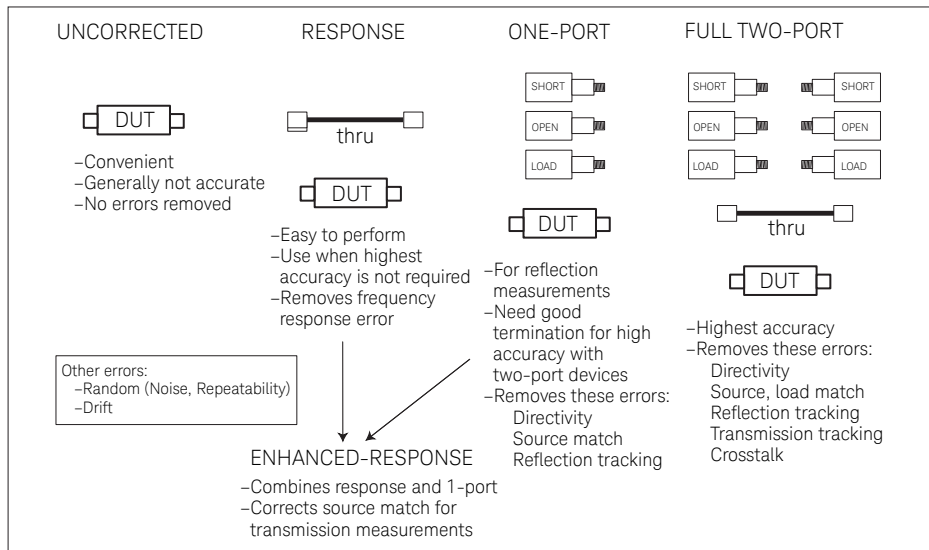 UNCORRECTED
DUT
–Convenient
–Generally not accurate
–No errors removed
RESPONSE
thru
DUT
–Easy to perform
–Use when highest
accuracy is not required
–Removes frequency
response error
ONE-PORT
SHORT
OPEN
LOAD
DUT
–For reflection
measurements
–Need good
termination for high
accuracy with
two-port devices
–Removes these errors:
Directivity
Source match
Reflection tracking
FULL TWO-PORT
SHORT SHORT
OPEN OPEN
LOAD LOAD
thru
DUT
–Highest accuracy
–Removes these errors:
Directivity
Source, load match
Reflection tracking
Transmission tracking
Crosstalk
Other errors:
–Random (Noise, Repeatability)
–Drift
ENHANCED-RESPONSE
–Combines response and 1-port
–Corrects source match for
transmission measurements